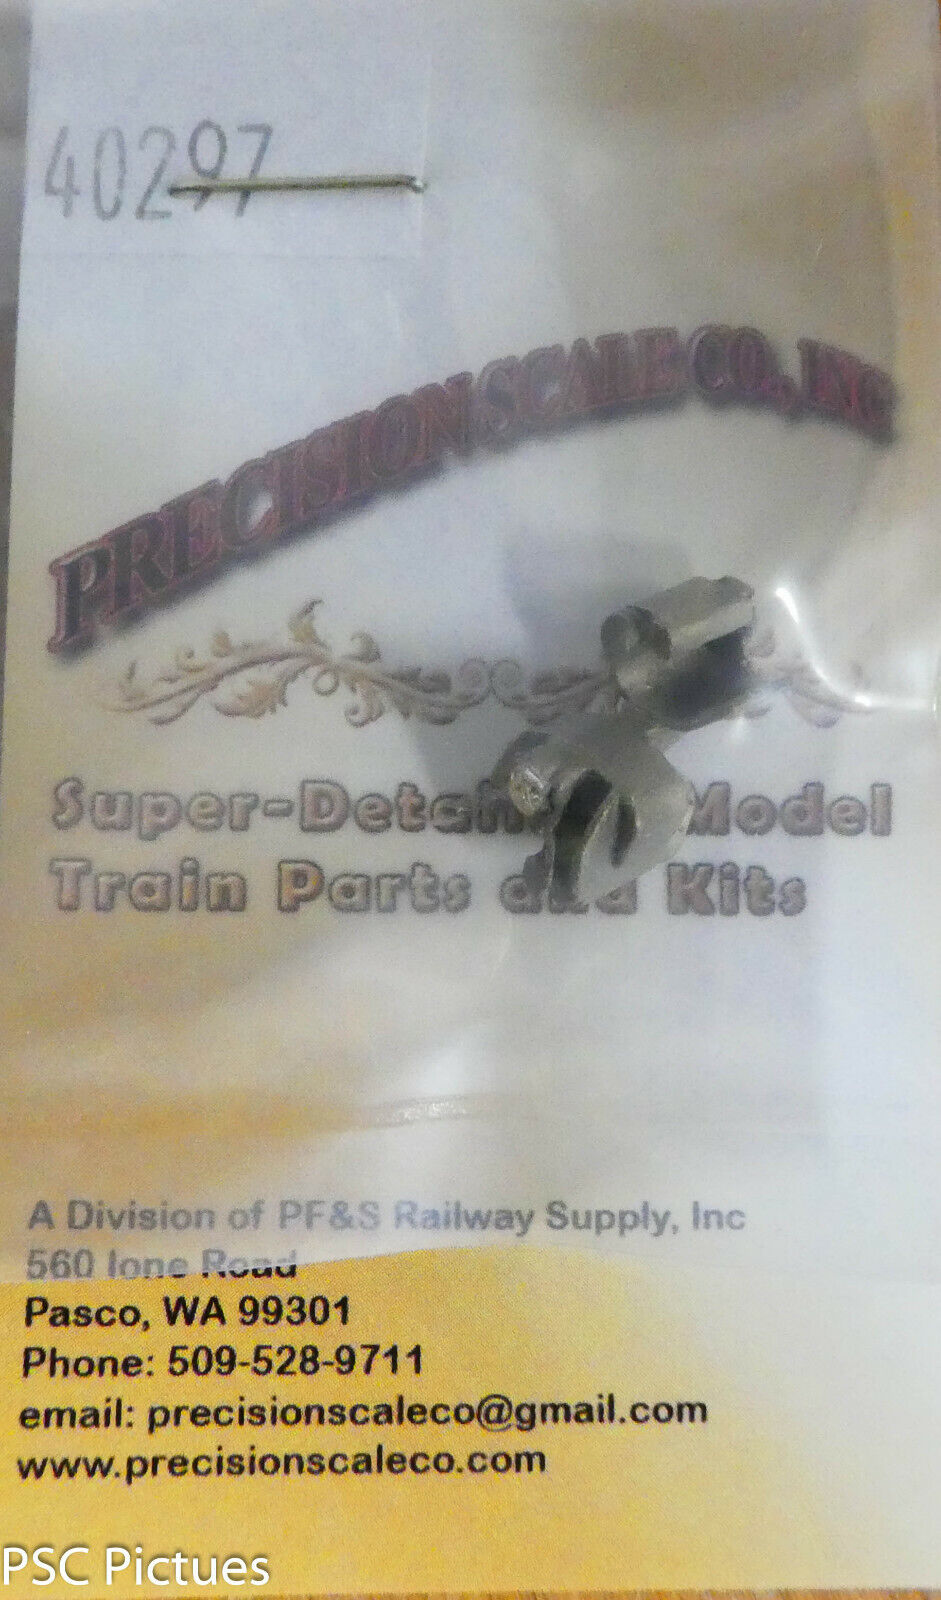 40297
PRECISION SCALE CO., INC
Super-Detailed Model
Train Parts and Kits
A Division of PF&S Railway Supply, Inc
560 Ione Road
Pasco, WA 99301
Phone: 509-528-9711
email: precisionscaleco@gmail.com
www.precisionscaleco.com
PSC Pictues